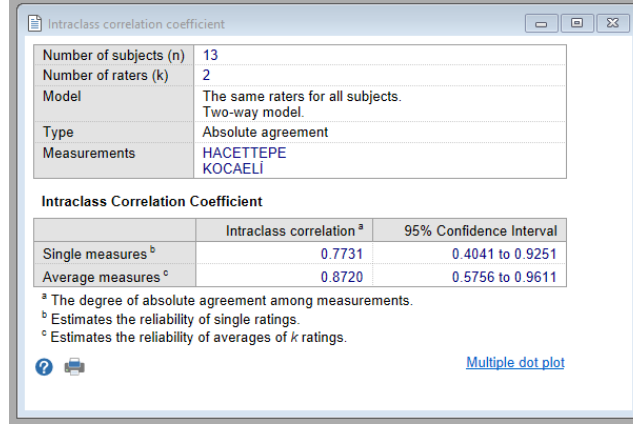 Intraclass correlation coefficient
Number of subjects (n) 13
Number of raters (k) 2
Model The same raters for all subjects.
Two-way model.
Type Absolute agreement
Measurements HACETTEPE
KOCAELİ
Intraclass Correlation Coefficient
Intraclass correlation a 95% Confidence Interval
Single measures b 0.7731 0.4041 to 0.9251
Average measures c 0.8720 0.5756 to 0.9611
a The degree of absolute agreement among measurements.
b Estimates the reliability of single ratings.
c Estimates the reliability of averages of k ratings.
Multiple dot plot